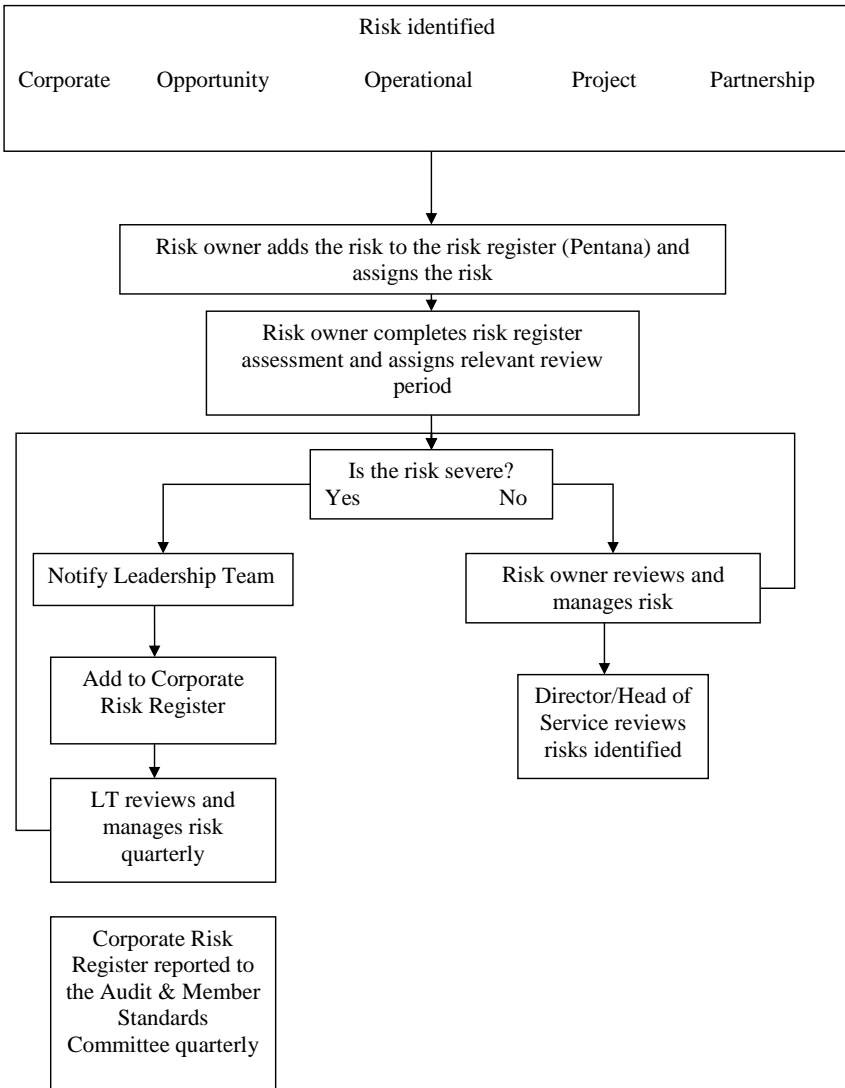 Risk identified
Corporate Opportunity Operational Project Partnership
Risk owner adds the risk to the risk register (Pentana) and
assigns the risk
Risk owner completes risk register
assessment and assigns relevant review
period
Is the risk severe?
Yes No
Notify Leadership Team
Add to Corporate
Risk Register
LT reviews and
manages risk
quarterly
Corporate Risk
Register reported to
the Audit & Member
Standards
Committee quarterly
Risk owner reviews and
manages risk
Director/Head of
Service reviews
risks identified